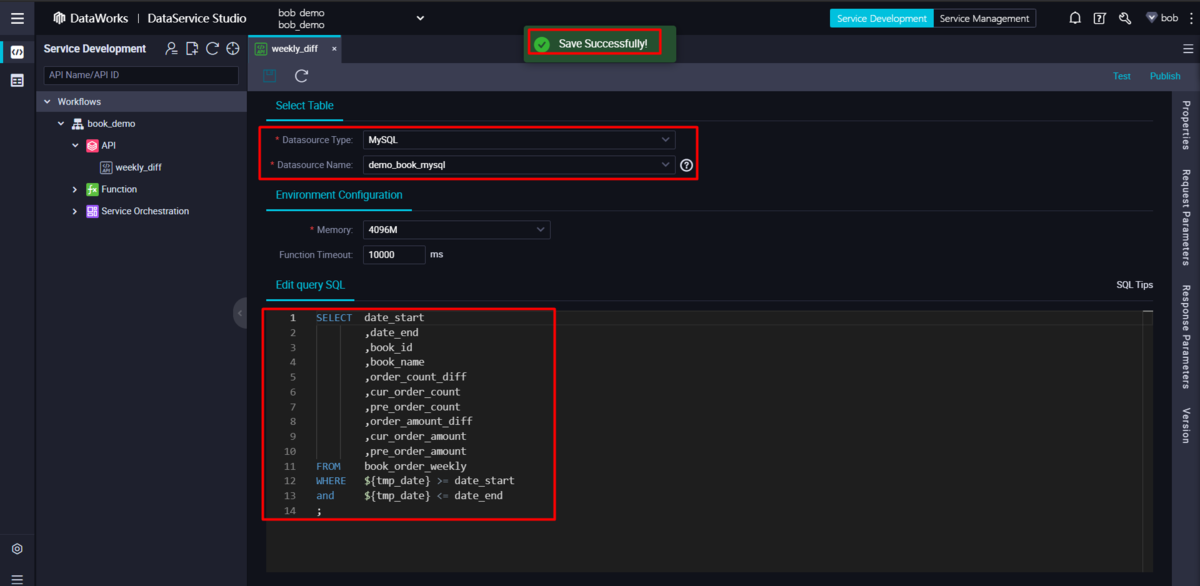 DataWorks | DataService Studio
bob demo
bob_demo
Service Development
Service Management
bob
Service Development
weekly_diff ×
Save Successfully!
API Name/API ID
Test
Publish
Workflows
book_demo
API
weekly_diff
Function
Service Orchestration
Select Table
* Datasource Type: MySQL
* Datasource Name: demo_book_mysql
Environment Configuration
* Memory: 4096M
Function Timeout: 10000 ms
Edit query SQL
SQL Tips
1 SELECT date_start
2 ,date_end
3 ,book_id
4 ,book_name
5 ,order_count_diff
6 ,cur_order_count
7 ,pre_order_count
8 ,order_amount_diff
9 ,cur_order_amount
10 ,pre_order_amount
11 FROM book_order_weekly
12 WHERE ${tmp_date} >= date_start
13 and ${tmp_date} <= date_end
14 ;
Properties
Request Parameters
Response Parameters
Version